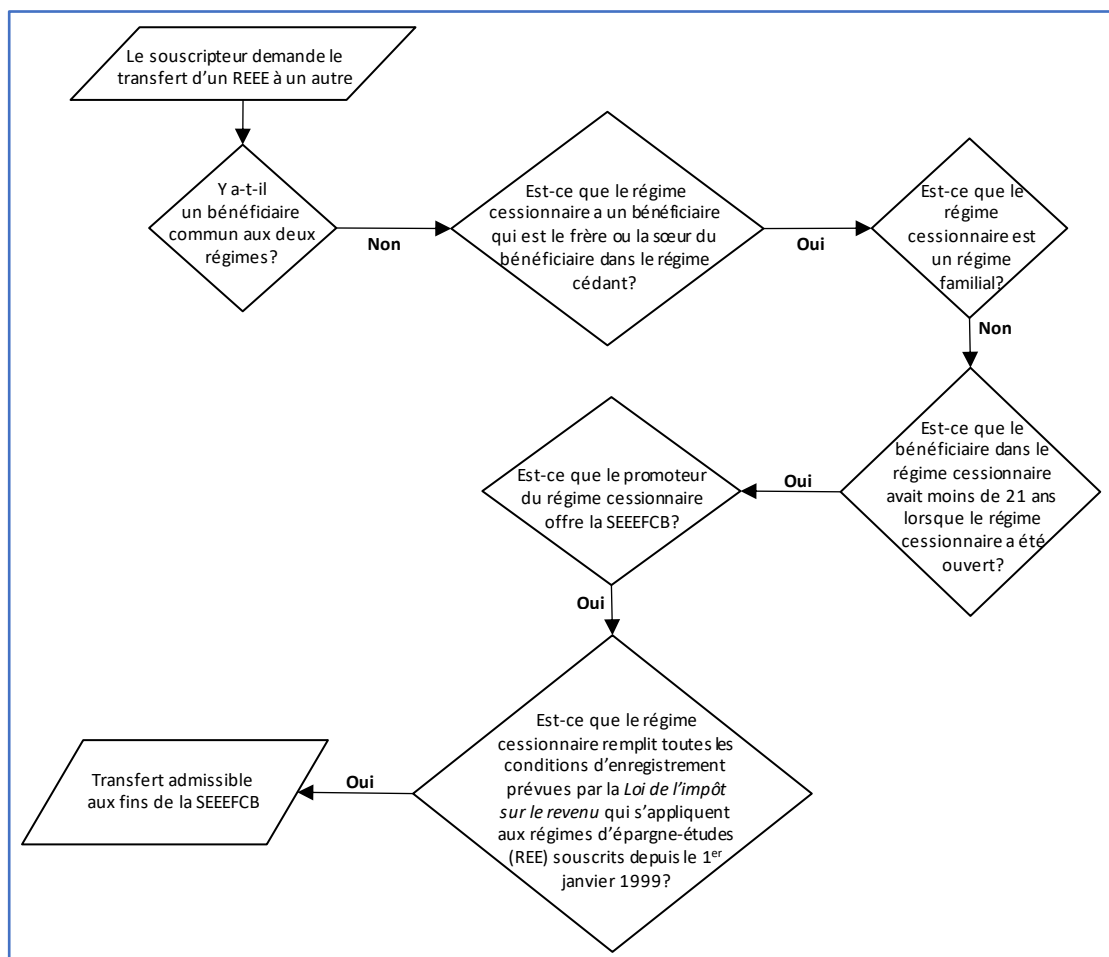 Le souscripteur demande le
transfert d'un REEE à un autre
Y a-t-il
un bénéficiaire
commun aux deux
régimes?
Non
Est-ce que le régime
cessionnaire a un bénéficiaire
qui est le frère ou la sœur du
bénéficiaire dans le régime
cédant?
Oui
Est-ce que le
régime
cessionnaire est
un régime
familial?
Non
Est-ce que le
bénéficiaire dans le
régime cessionnaire
avait moins de 21 ans
lorsque le régime
cessionnaire a été
ouvert?
Oui
Est-ce que le promoteur
du régime cessionnaire
offre la SEEEFCB?
Oui
Est-ce que le régime
cessionnaire remplit toutes les
conditions d'enregistrement
prévues par la Loi de l'impôt
sur le revenu qui s'appliquent
aux régimes d'épargne-études
(REE) souscrits depuis le 1er
janvier 1999?
Oui
Transfert admissible
aux fins de la SEEEFCB